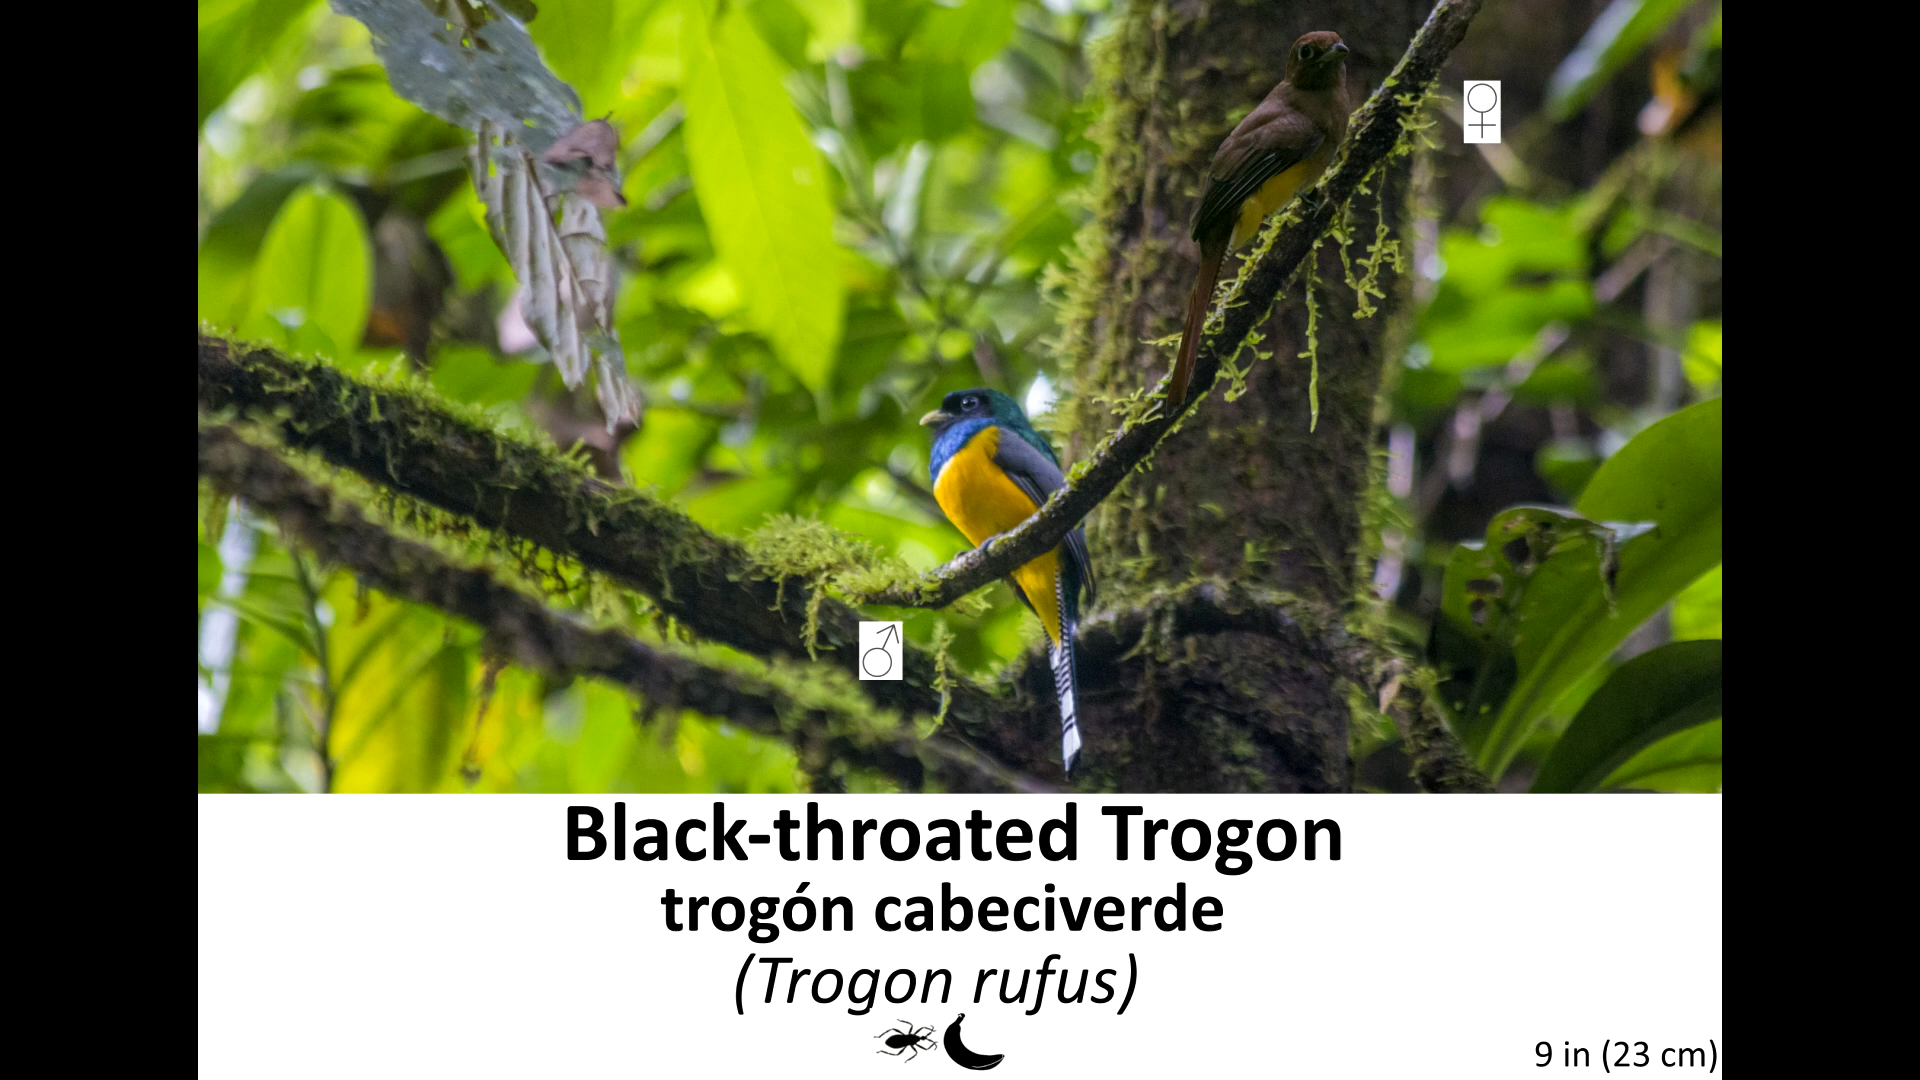 ♀
♂
Black-throated Trogon
trogón cabeciverde
(Trogon rufus)
9 in (23 cm)